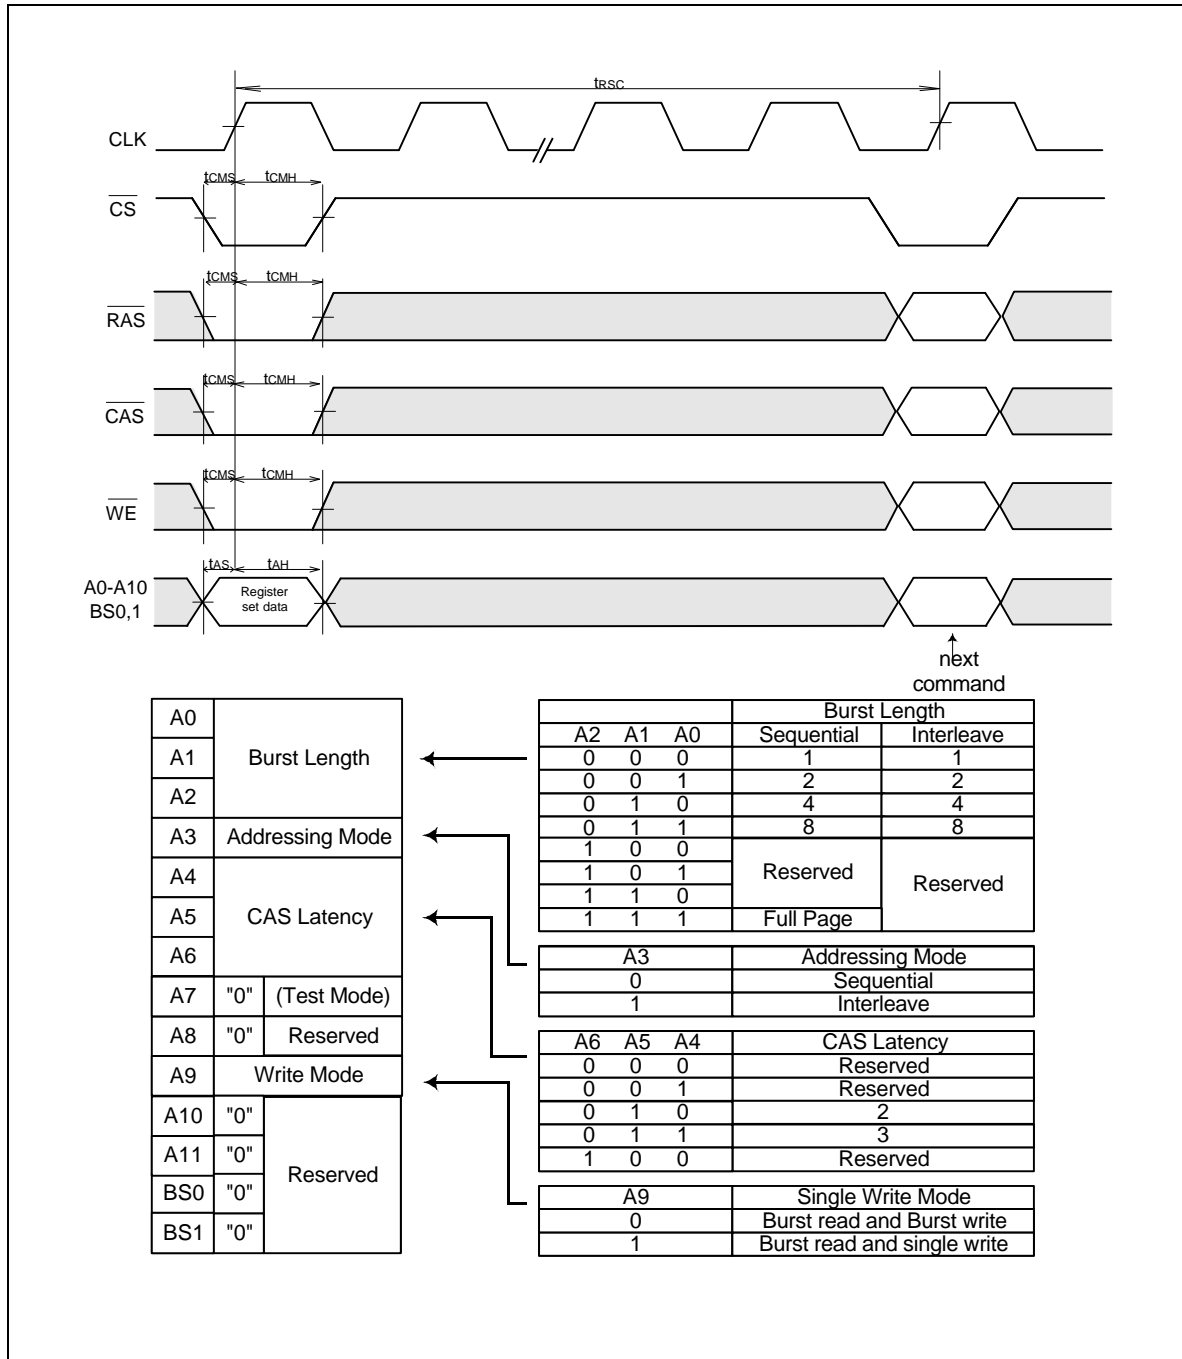 tRSC
CLK
tCMS tCMH
CS
tCMS tCMH
RAS
tCMS tCMH
CAS
tCMS tCMH
WE
tAS tAH
A0-A10
BS0,1
Register
set data
next
command
A0
A1 Burst Length
A2
A3 Addressing Mode
A4
A5 CAS Latency
A6
A7 "0" (Test Mode)
A8 "0" Reserved
A9 Write Mode
A10 "0"
A11 "0"
Reserved
BS0 "0"
BS1 "0"
Burst Length
A2 A1 A0 Sequential Interleave
0 0 0 1 1
0 0 1 2 2
0 1 0 4 4
0 1 1 8 8
1 0 0
1 0 1 Reserved
Reserved
1 1 0
1 1 1 Full Page
A3 Addressing Mode
0 Sequential
1 Interleave
A6 A5 A4 CAS Latency
0 0 0 Reserved
0 0 1 Reserved
0 1 0 2
0 1 1 3
1 0 0 Reserved
A9 Single Write Mode
0 Burst read and Burst write
1 Burst read and single write